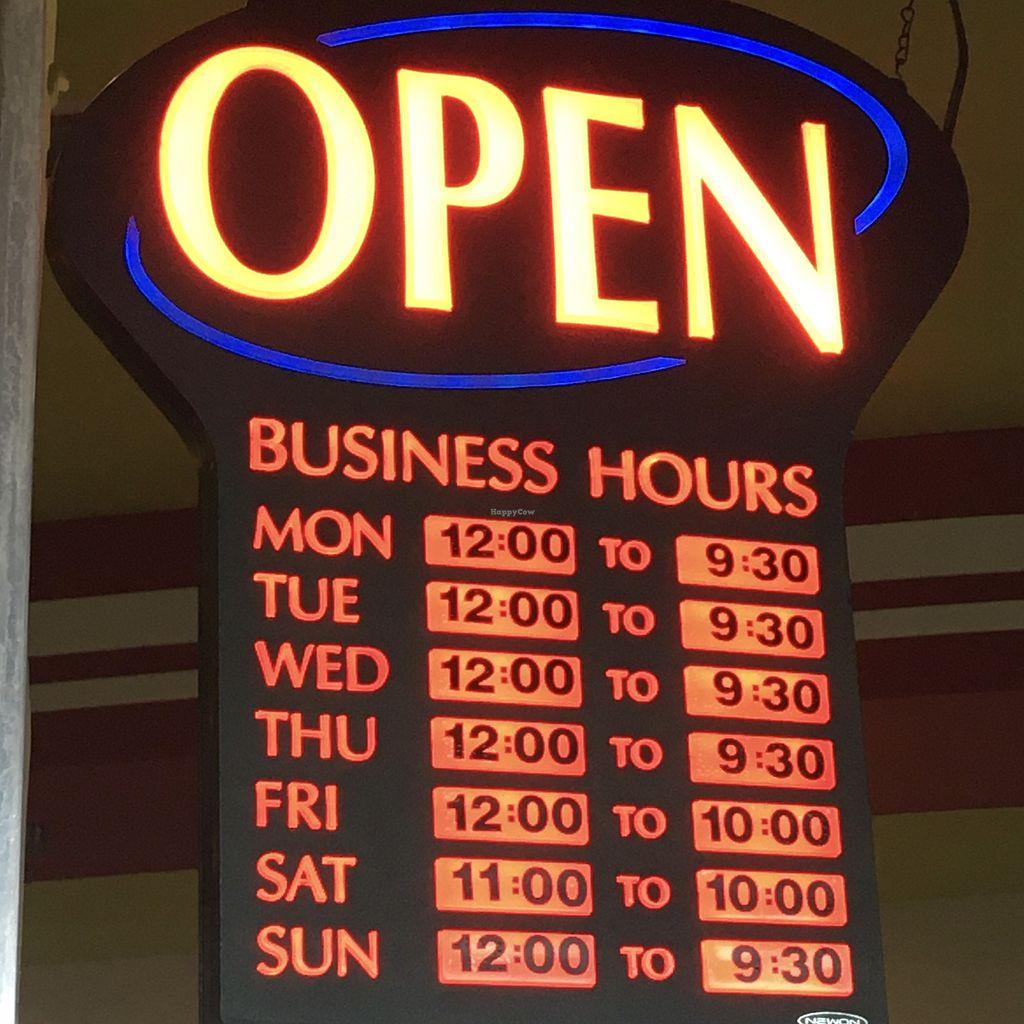 OPEN
BUSINESS HOURS
HappyCow
MON 12:00 TO 9:30
TUE 12:00 TO 9:30
WED 12:00 TO 9:30
THU 12:00 TO 9:30
FRI 12:00 TO 10:00
SAT 11:00 TO 10:00
SUN 12:00 TO 9:30
NEWON